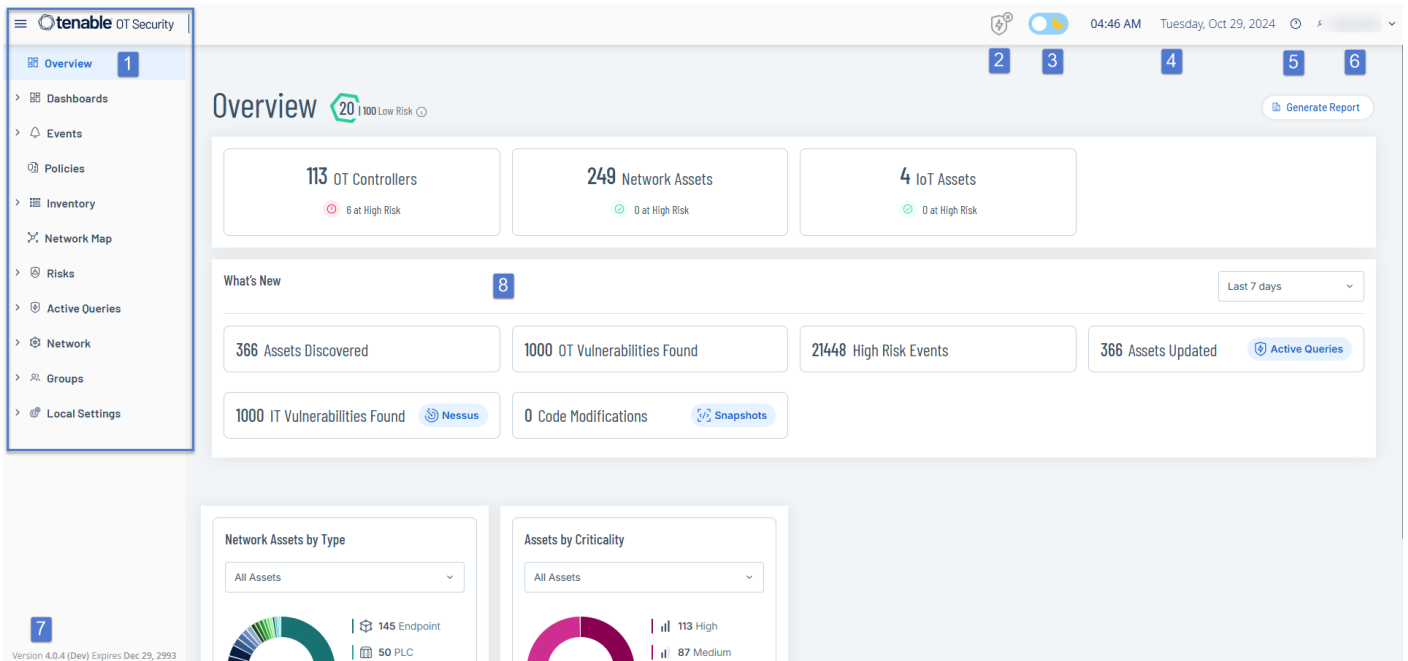 tenable OT Security
04:46 AM Tuesday, Oct 29, 2024
2 3 4 5 6
Overview 1
Dashboards
Events
Policies
Inventory
Network Map
Risks
Active Queries
Network
Groups
Local Settings
7
Version 4.0.4 (Dev) Expires Dec 29, 2993
Overview 20 | 100 Low Risk
Generate Report
113 OT Controllers
6 at High Risk
249 Network Assets
0 at High Risk
4 IoT Assets
0 at High Risk
What's New 8
Last 7 days
366 Assets Discovered
1000 OT Vulnerabilities Found
21448 High Risk Events
366 Assets Updated Active Queries
1000 IT Vulnerabilities Found Nessus
0 Code Modifications Snapshots
Network Assets by Type
All Assets
145 Endpoint
50 PLC
Assets by Criticality
All Assets
113 High
87 Medium